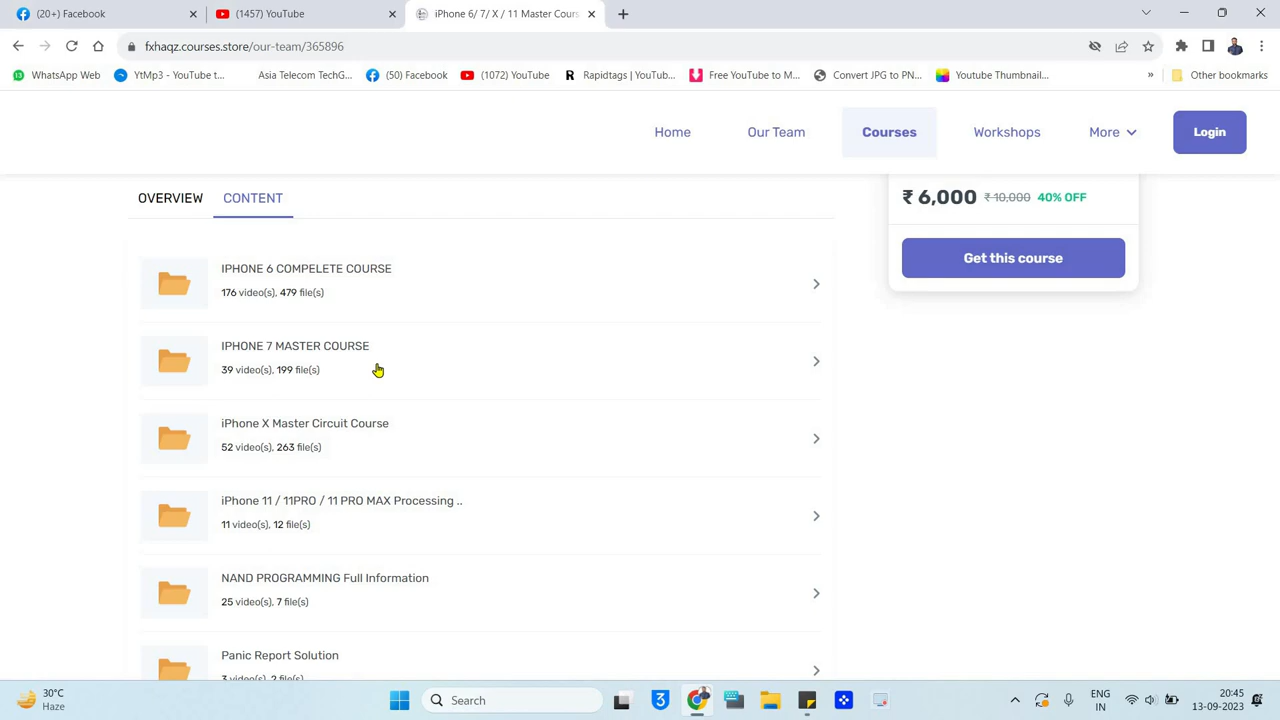 (20+) Facebook
(1457) YouTube
iPhone 6/ 7/ X / 11 Master Cours
fxhaqz.courses.store/our-team/365896
WhatsApp Web
YtMp3 - YouTube t...
Asia Telecom TechG...
(50) Facebook
(1072) YouTube
R
Rapidtags | YouTub...
Free YouTube to M...
Convert JPG to PN...
Youtube Thumbnail...
»
Other bookmarks
Home
Our Team
Courses
Workshops
More
Login
OVERVIEW
CONTENT
₹ 6,000 ₹ 10,000 40% OFF
Get this course
IPHONE 6 COMPELETE COURSE
176 video(s), 479 file(s)
IPHONE 7 MASTER COURSE
39 video(s), 199 file(s)
iPhone X Master Circuit Course
52 video(s), 263 file(s)
iPhone 11 / 11PRO / 11 PRO MAX Processing ..
11 video(s), 12 file(s)
NAND PROGRAMMING Full Information
25 video(s), 7 file(s)
Panic Report Solution
3 video(s), 2 file(s)
30°C
Haze
Search
3
ENG
IN
20:45
13-09-2023